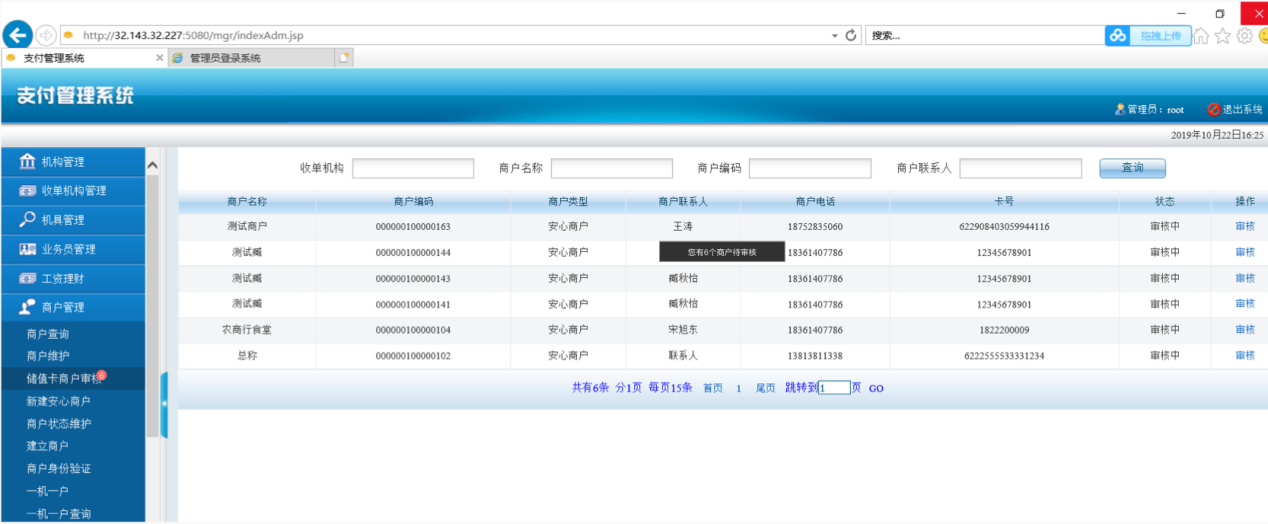 http://32.143.32.227:5080/mgr/indexAdm.jsp
搜索...
拖拽上传
支付管理系统
管理员登录系统
支付管理系统
管理员：root
退出系统
2019年10月22日16:25
机构管理
收单机构管理
机具管理
业务员管理
工资理财
商户管理
商户查询
商户维护
储值卡商户审核 6
新建安心商户
商户状态维护
建立商户
商户身份验证
一机一户
一机一户查询
收单机构 商户名称 商户编码 商户联系人 查询
商户名称 商户编码 商户类型 商户联系人 商户电话 卡号 状态 操作
测试商户 000000100000163 安心商户 王涛 18752835060 622908403059944116 审核中 审核
测试臧 000000100000144 安心商户 您有6个商户待审核 18361407786 12345678901 审核中 审核
测试臧 000000100000143 安心商户 臧秋怡 18361407786 12345678901 审核中 审核
测试臧 000000100000141 安心商户 臧秋怡 18361407786 12345678901 审核中 审核
农商行食堂 000000100000104 安心商户 宋旭东 18361407786 1822200009 审核中 审核
总称 000000100000102 安心商户 联系人 13813811338 6222555533331234 审核中 审核
共有6条 分1页 每页15条 首页 1 尾页 跳转到 1 页 GO